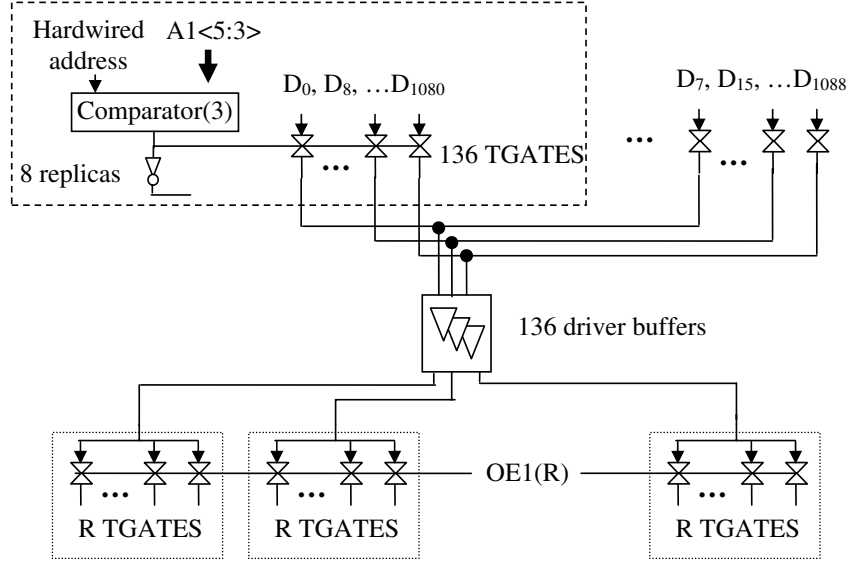 Hardwired address
A1<5:3>
Comparator(3)
D0, D8, …D1080
D7, D15, …D1088
...
136 TGATES
...
...
8 replicas
136 driver buffers
OE1(R)
...
...
...
R TGATES
R TGATES
R TGATES